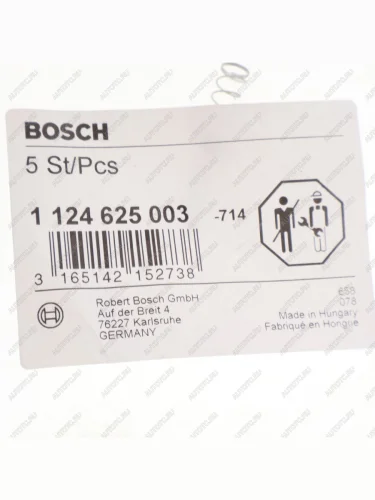 BOSCH
5 St/Pcs
1 124 625 003 -714
3 165142 152738
Robert Bosch GmbH
Auf der Breit 4
76227 Karlsruhe
GERMANY
Made in Hungary
Fabriqué en Hongrie